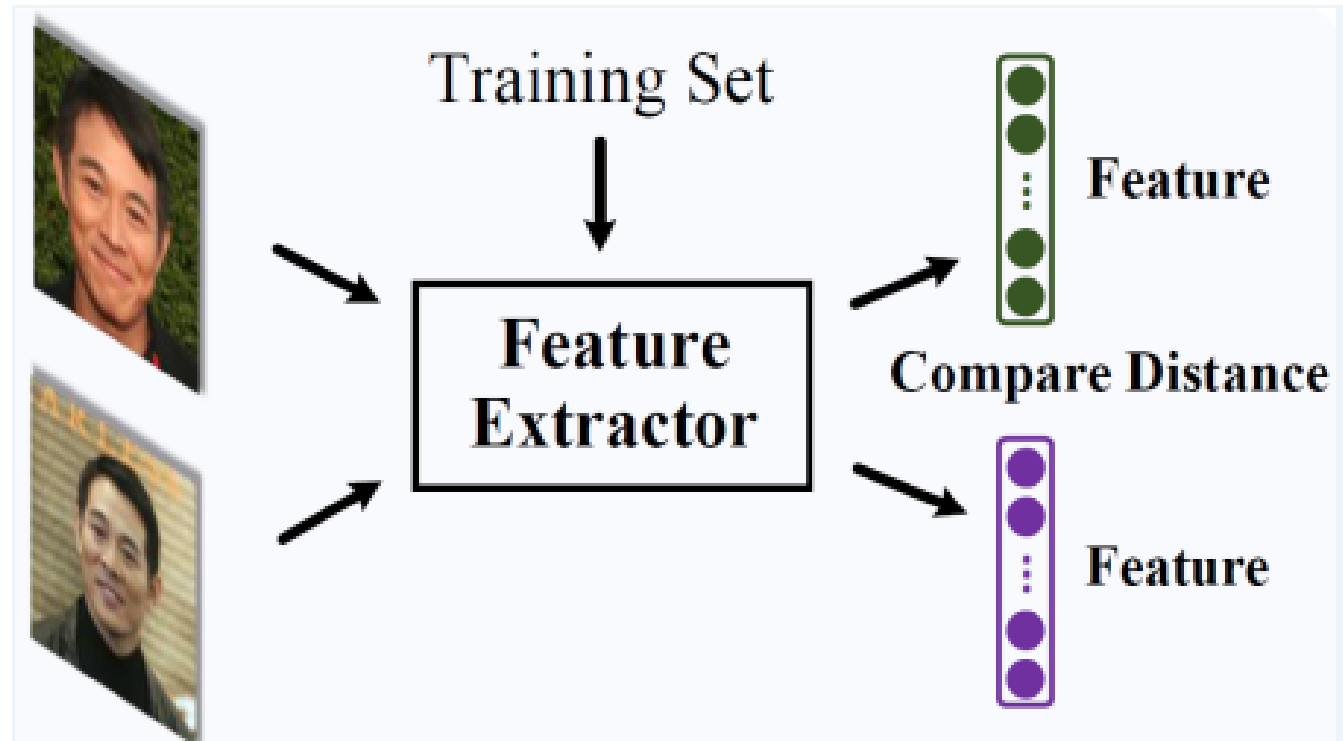 Training Set
Feature
Feature
Extractor
Compare Distance
Feature